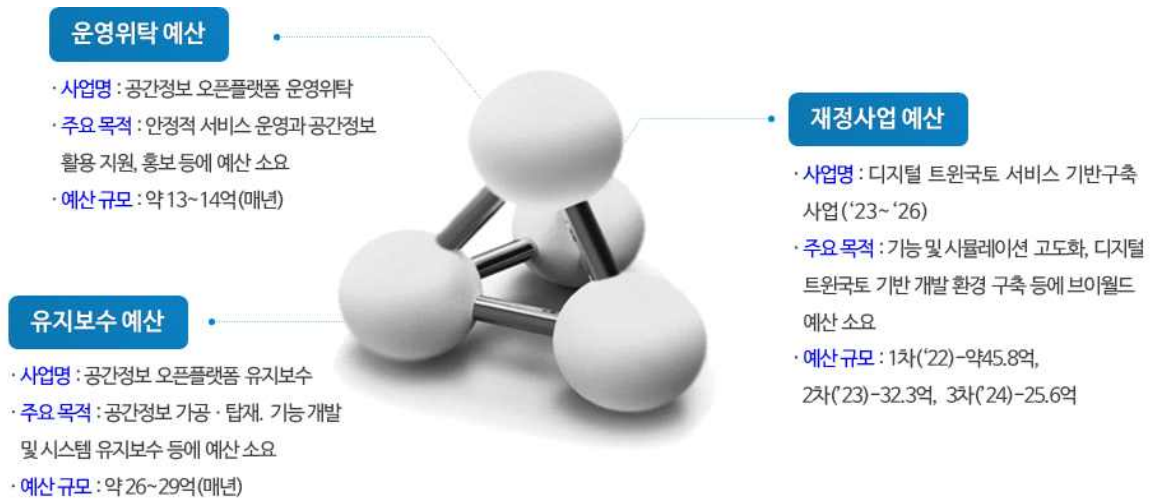 운영위탁 예산
· 사업명 : 공간정보 오픈플랫폼 운영위탁
· 주요 목적 : 안정적 서비스 운영과 공간정보
활용 지원, 홍보 등에 예산 소요
· 예산 규모 : 약 13~14억(매년)
재정사업 예산
· 사업명 : 디지털 트윈국토 서비스 기반구축
사업(‘23~ ‘26)
· 주요 목적 : 기능 및 시뮬레이션 고도화, 디지털
트윈국토 기반 개발 환경 구축 등에 브이월드
예산 소요
· 예산 규모 : 1차(‘22)-약45.8억,
2차(’23)-32.3억, 3차(’24)-25.6억
유지보수 예산
· 사업명 : 공간정보 오픈플랫폼 유지보수
· 주요 목적 : 공간정보 가공 · 탑재. 기능 개발
및 시스템 유지보수 등에 예산 소요
· 예산 규모 : 약 26~29억(매년)